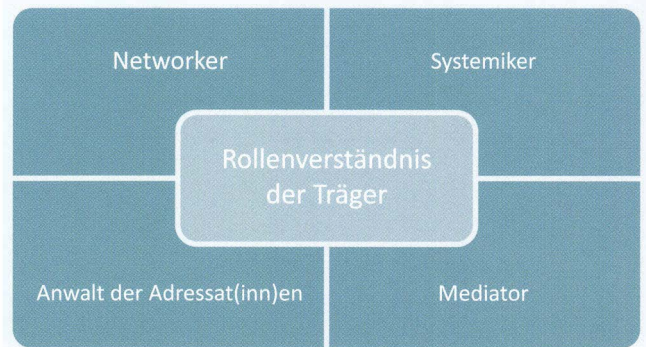 Networker
Systemiker
Rollenverständnis
der Träger
Anwalt der Adressat(inn)en
Mediator